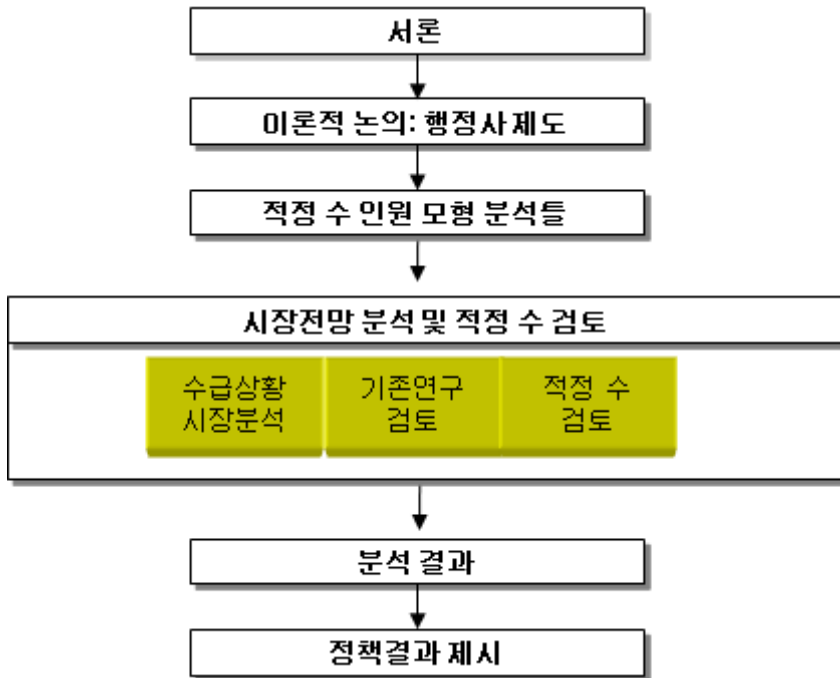 서론
이론적 논의: 행정사 제도
적정 수 인원 모형 분석틀
시장전망 분석 및 적정 수 검토
수급상황
시장분석
기존연구
검토
적정 수
검토
분석 결과
정책결과 제시